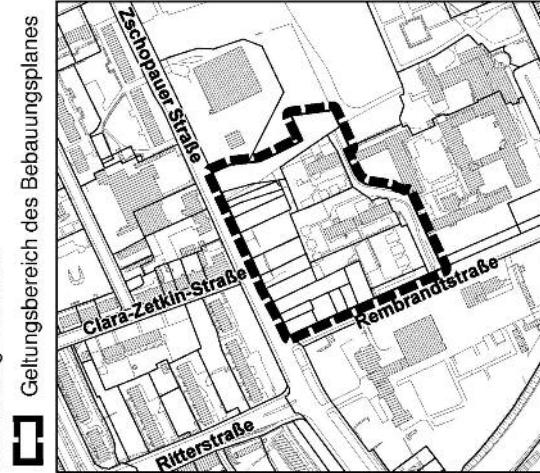 Geltungsbereich des Bebauungsplanes
Zschopauer Straße
Clara-Zetkin-Straße
Rembrandtstraße
Ritterstraße